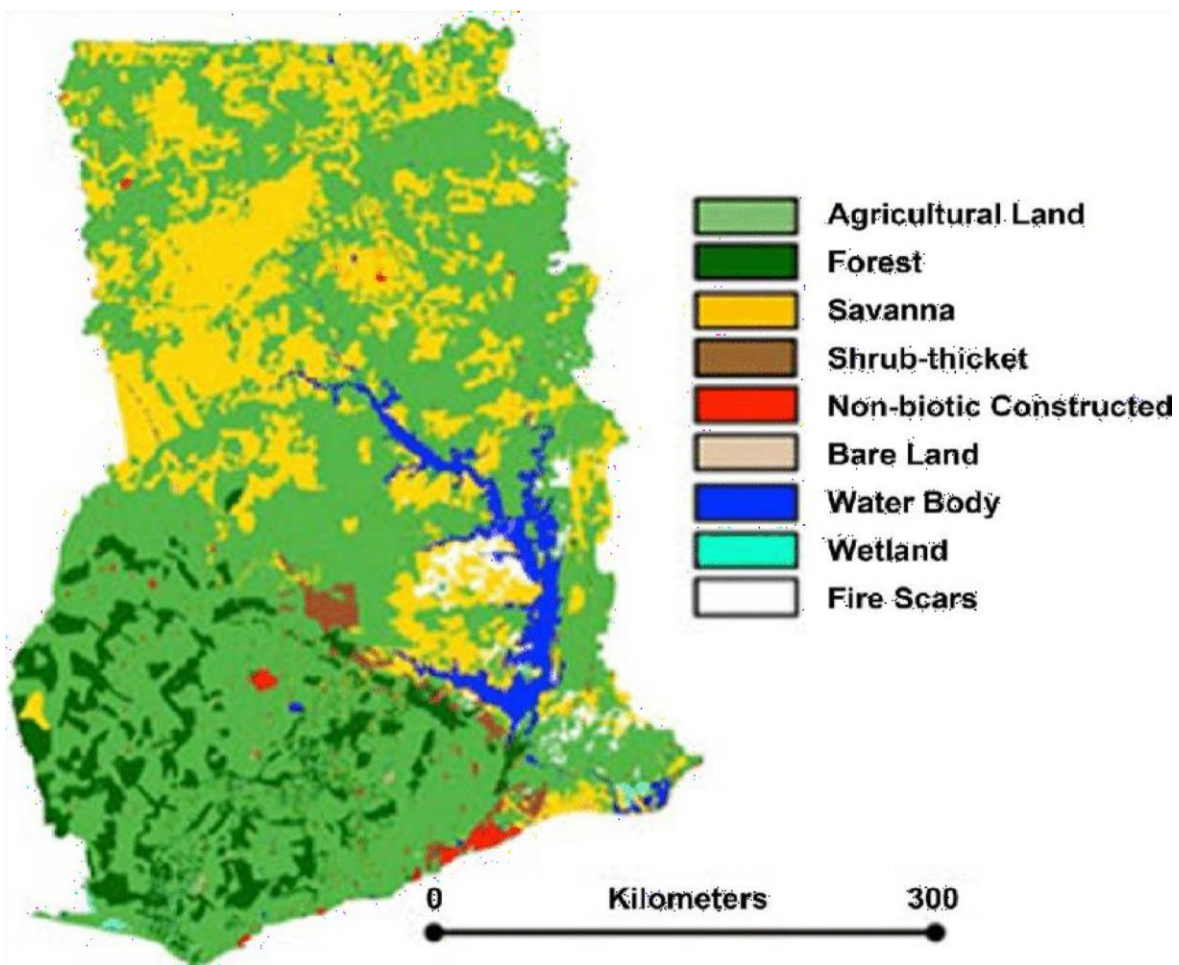 Agricultural Land
Forest
Savanna
Shrub-thicket
Non-biotic Constructed
Bare Land
Water Body
Wetland
Fire Scars
0 Kilometers 300